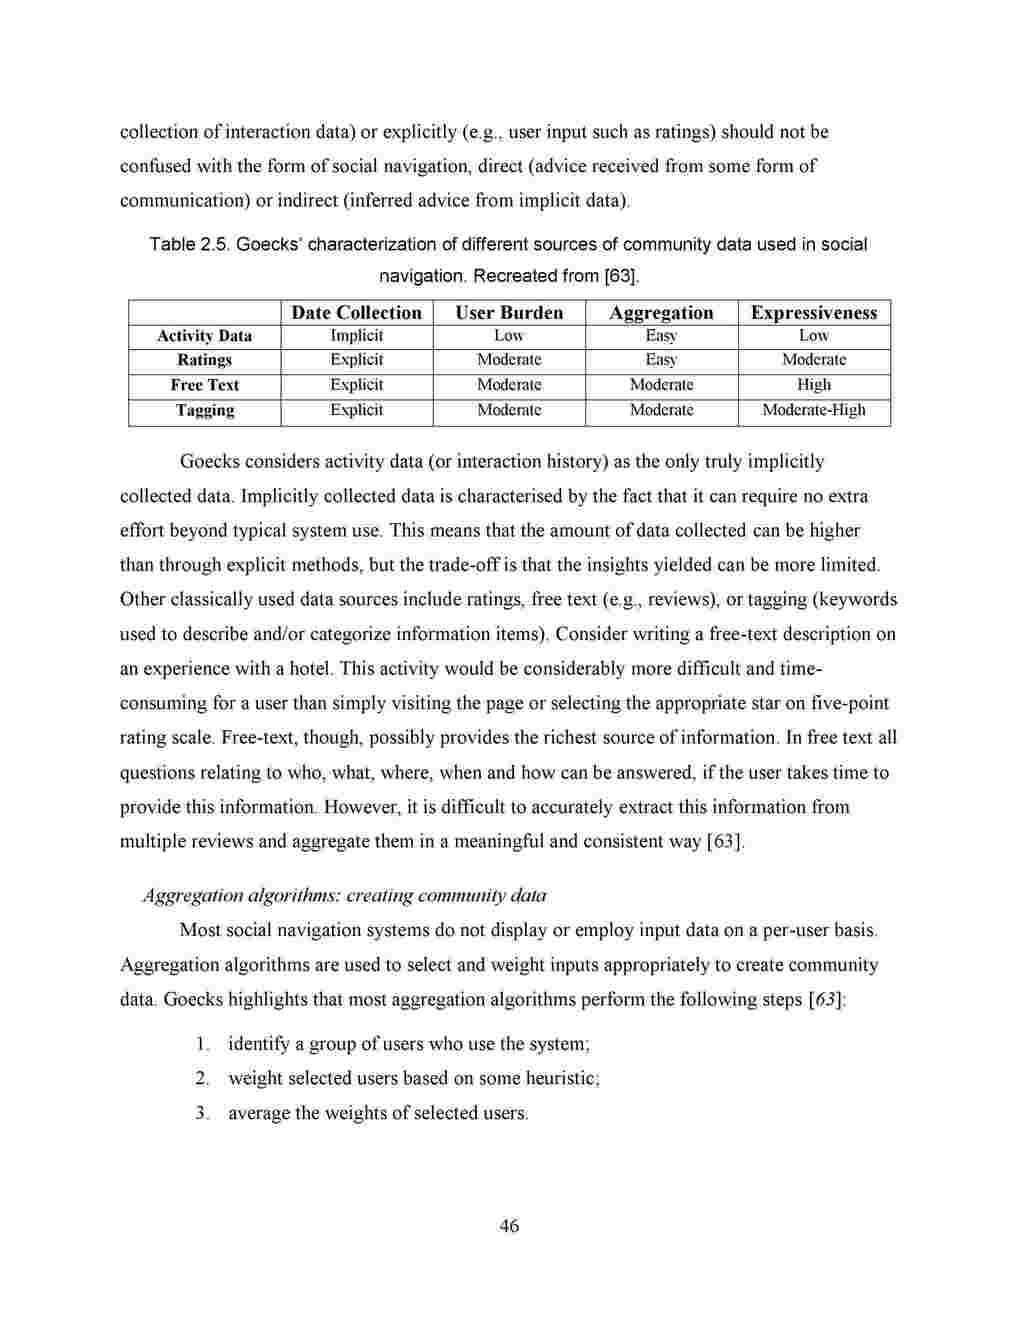 collection of interaction data) or explicitly (e.g., user input such as ratings) should not be
confused with the form of social navigation, direct (advice received from some form of
communication) or indirect (inferred advice from implicit data).
Table 2.5. Goecks' characterization of different sources of community data used in social
navigation. Recreated from [63].
Date Collection User Burden Aggregation Expressiveness
Activity Data Implicit Low Easy Low
Ratings Explicit Moderate Easy Moderate
Free Text Explicit Moderate Moderate High
Tagging Explicit Moderate Moderate Moderate-High
Goecks considers activity data (or interaction history) as the only truly implicitly
collected data. Implicitly collected data is characterised by the fact that it can require no extra
effort beyond typical system use. This means that the amount of data collected can be higher
than through explicit methods, but the trade-off is that the insights yielded can be more limited.
Other classically used data sources include ratings, free text (e.g., reviews), or tagging (keywords
used to describe and/or categorize information items). Consider writing a free-text description on
an experience with a hotel. This activity would be considerably more difficult and time-
consuming for a user than simply visiting the page or selecting the appropriate star on five-point
rating scale. Free-text, though, possibly provides the richest source of information. In free text all
questions relating to who, what, where, when and how can be answered, if the user takes time to
provide this information. However, it is difficult to accurately extract this information from
multiple reviews and aggregate them in a meaningful and consistent way [63].
Aggregation algorithms: creating community data
Most social navigation systems do not display or employ input data on a per-user basis.
Aggregation algorithms are used to select and weight inputs appropriately to create community
data. Goecks highlights that most aggregation algorithms perform the following steps [63]:
1. identify a group of users who use the system;
2. weight selected users based on some heuristic;
3. average the weights of selected users.
46